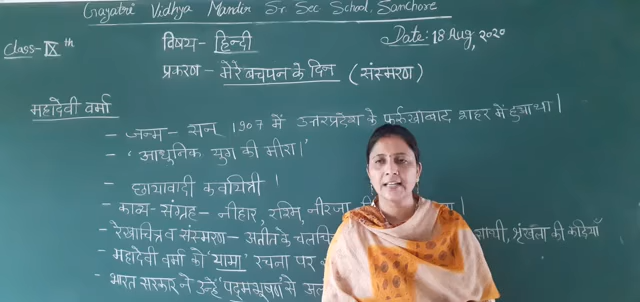 Gayatri Vidhya Mandir Sr. Sec School, Sanchore
Class - IX th
विषय - हिन्दी
Date: 18 Aug, 2020
प्रकरण - मेरे बचपन के दिन (संस्मरण)
महादेवी वर्मा
- जन्म - सन् 1907 में उत्तरप्रदेश के फर्रुखाबाद शहर में हुआ था।
- 'आधुनिक युग की मीरा।'
- छायावादी कवयित्री।
- काव्य-संग्रह - नीहार, रश्मि, नीरजा,
- रेखाचित्र व संस्मरण - अतीत के चलचि साथी, श्रृंखला की कड़ियाँ
- महादेवी वर्मा को 'यामा' रचना पर
- भारत सरकार ने उन्हें 'पद्मभूषण' से